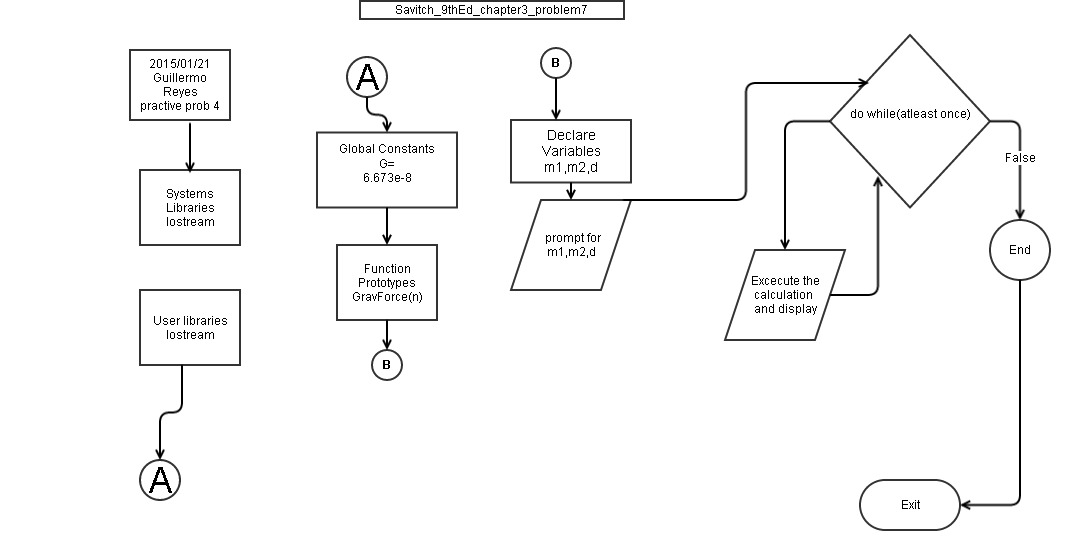 Savitch_9thEd_chapter3_problem7
2015/01/21
Guillermo
Reyes
practive prob 4
Systems
Libraries
Iostream
User libraries
Iostream
A
A
Global Constants
G=
6.673e-8
Function
Prototypes
GravForce(n)
B
B
Declare
Variables
m1,m2,d
prompt for
m1,m2,d
do while(atleast once)
False
Excecute the
calculation
and display
End
Exit